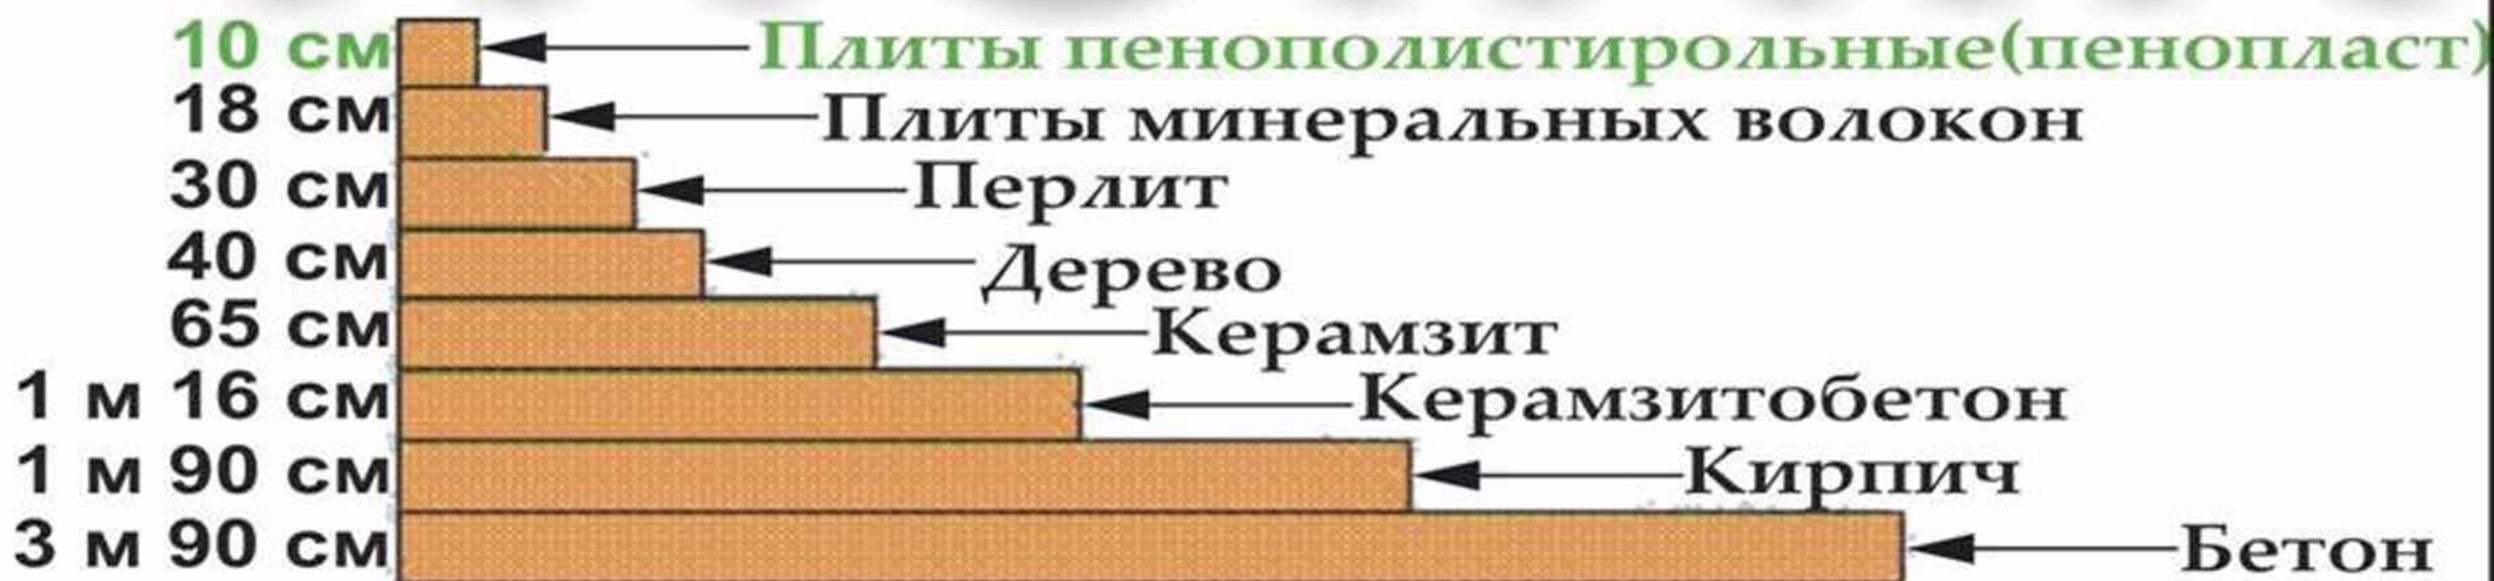 10 см Плиты пенополистирольные(пенопласт)
18 см Плиты минеральных волокон
30 см Перлит
40 см Дерево
65 см Керамзит
1 м 16 см Керамзитобетон
1 м 90 см Кирпич
3 м 90 см Бетон